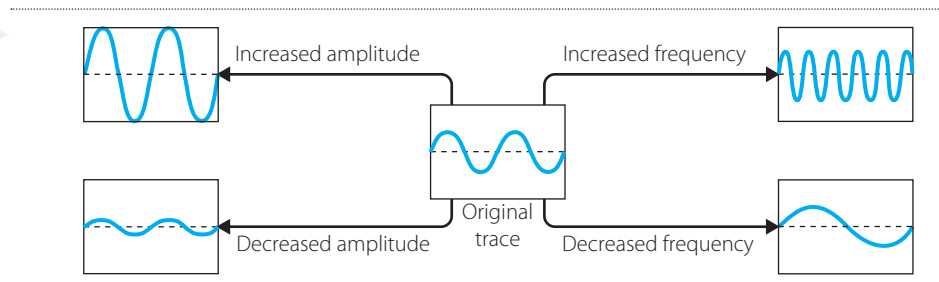 Increased amplitude
Increased frequency
Original
trace
Decreased amplitude
Decreased frequency